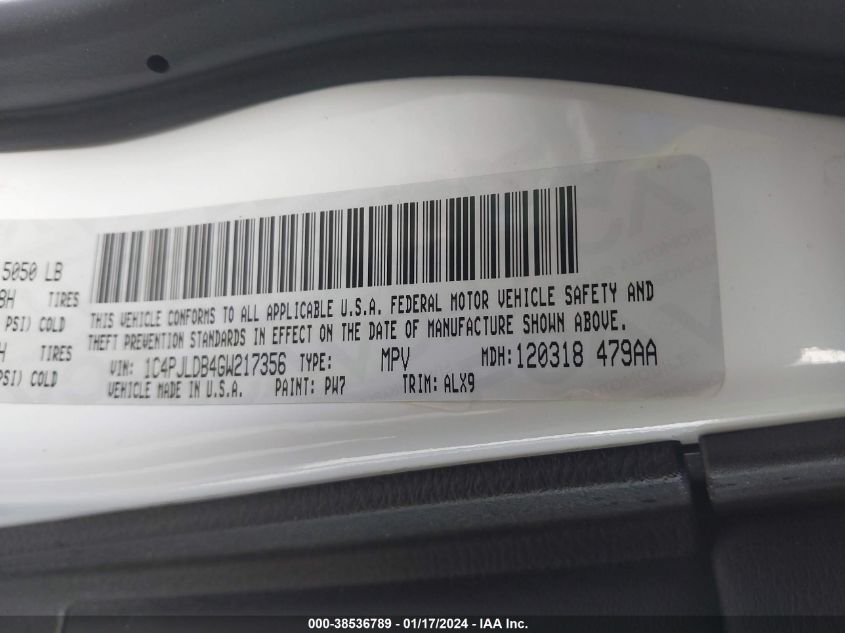 5050 LB
8H TIRES
PSI) COLD
H TIRES
PSI) COLD
THIS VEHICLE CONFORMS TO ALL APPLICABLE U.S.A. FEDERAL MOTOR VEHICLE SAFETY AND
THEFT PREVENTION STANDARDS IN EFFECT ON THE DATE OF MANUFACTURE SHOWN ABOVE.
VIN: 1C4PJLDB4GW217356 TYPE: MPV MDH: 120318 479AA
VEHICLE MADE IN U.S.A. PAINT: PW7 TRIM: ALX9
000-38536789 - 01/17/2024 - IAA Inc.